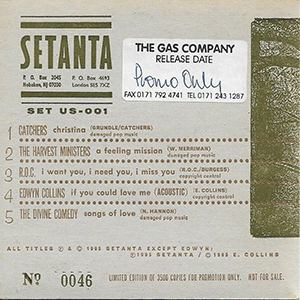 SETANTA
P. O. Box 2045 P. O. Box 4693
Hoboken, NJ 07030 London SE5 7XZ
SET US-001
THE GAS COMPANY
RELEASE DATE
Promo Only
FAX 0171 792 4741 TEL 0171 243 1287
1 CATCHERS christina (GRUNDLE/CATCHERS)
damaged pop music
2 THE HARVEST MINISTERS a feeling mission (W. MERRIMAN)
damaged pop music
3 R.O.C. i want you, i need you, i miss you (R.O.C./BURGESS)
copyright control
4 EDWYN COLLINS if you could love me (ACOUSTIC) (E. COLLINS)
copyright control
5 THE DIVINE COMEDY songs of love (N. HANNON)
damaged pop music
ALL TITLES ℗ & © 1995 SETANTA EXCEPT EDWYN:
℗1995 SETANTA / ©1995 E. COLLINS
Nº 0046 LIMITED EDITION OF 3500 COPIES FOR PROMOTION ONLY. NOT FOR SALE.